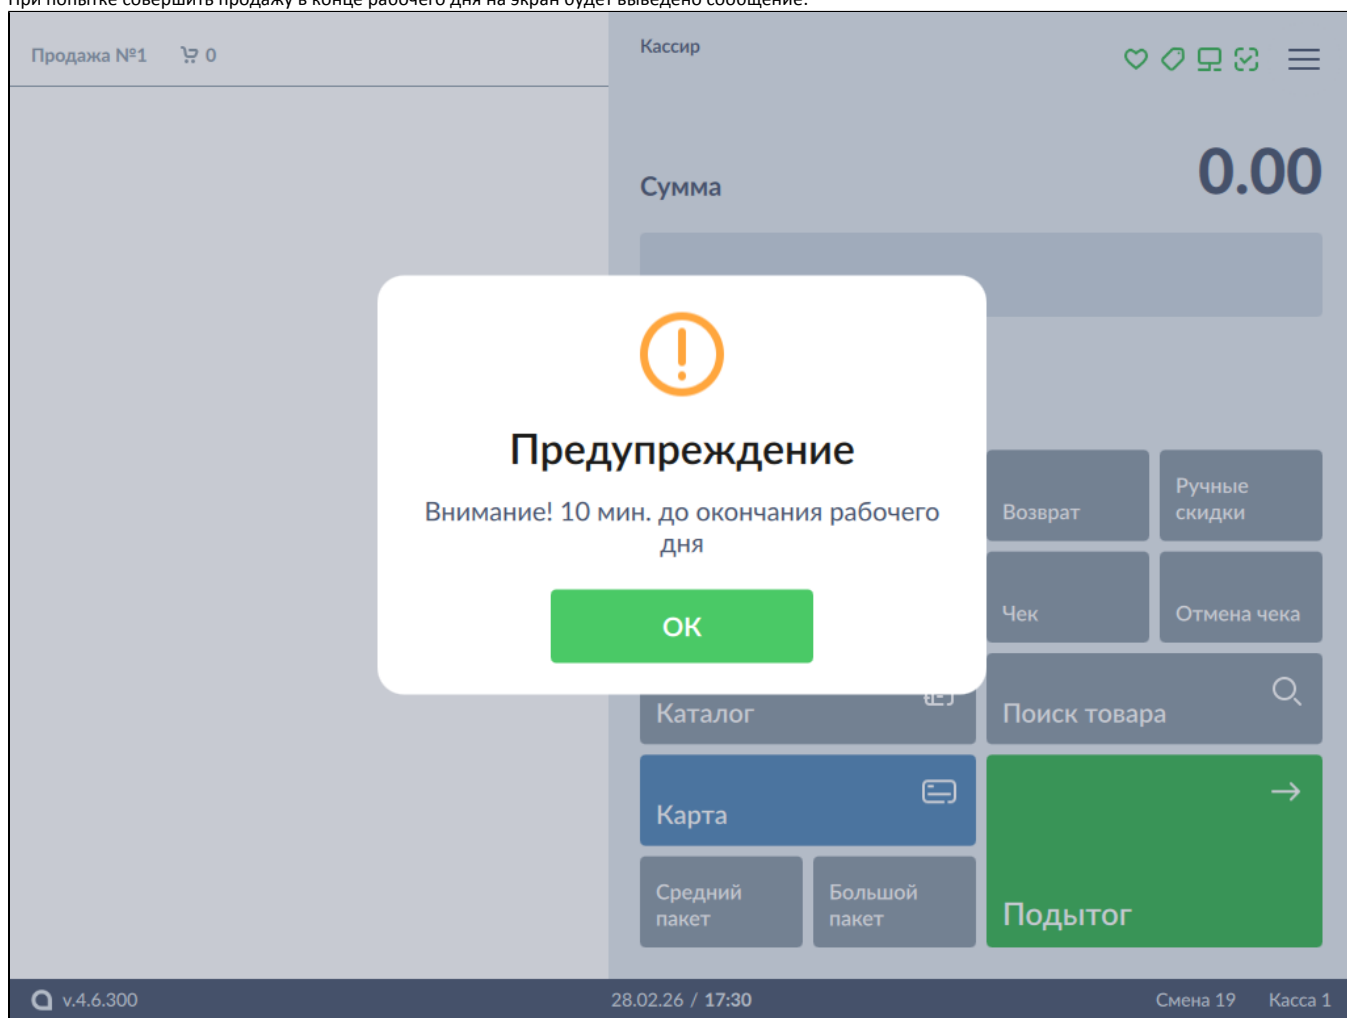 При попытке совершить продажу в конце рабочего дня на экран будет выведено сообщение:
Продажа №1 0
Кассир
Сумма
0.00
Предупреждение
Внимание! 10 мин. до окончания рабочего
дня
ОК
Возврат
Ручные
скидки
Чек
Отмена чека
Каталог
Поиск товара
Карта
Средний
пакет
Большой
пакет
Подытог
v.4.6.300
28.02.26 / 17:30
Смена 19 Касса 1